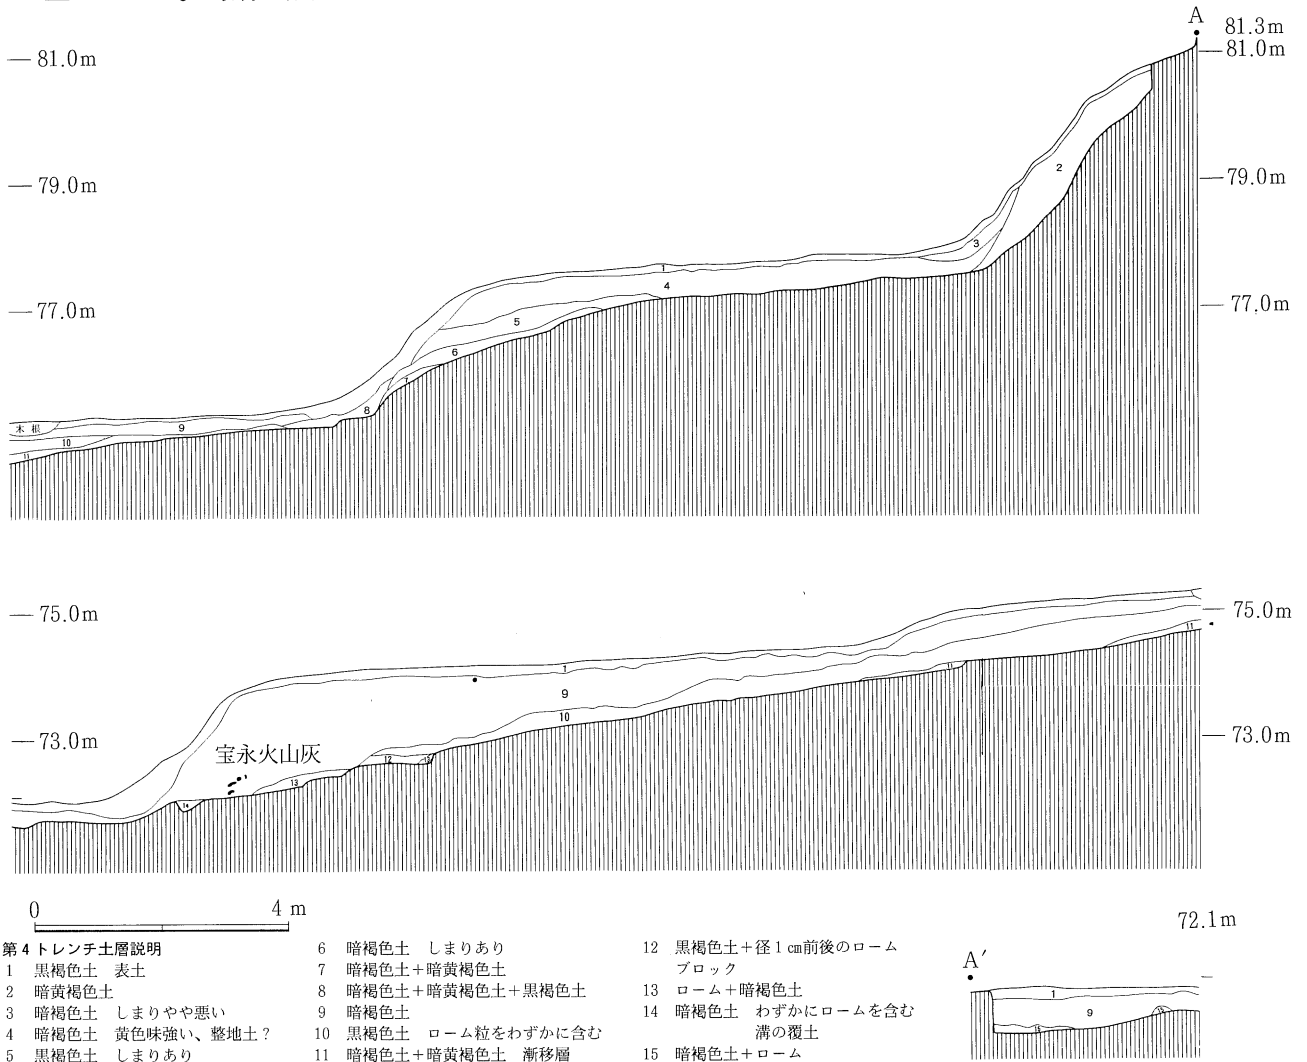 A
81.3m
81.0m
81.0m
2
79.0m
79.0m
3
1
4
77.0m
77.0m
5
6
7
8
木根
9
10
11
75.0m
75.0m
11
11
1
9
10
73.0m
73.0m
宝永火山灰
12
13
13
14
0 4m
72.1m
第4トレンチ土層説明
1 黒褐色土 表土
2 暗黄褐色土
3 暗褐色土 しまりやや悪い
4 暗褐色土 黄色味強い、整地土？
5 黒褐色土 しまりあり
6 暗褐色土 しまりあり
7 暗褐色土＋暗黄褐色土
8 暗褐色土＋暗黄褐色土＋黒褐色土
9 暗褐色土
10 黒褐色土 ローム粒をわずかに含む
11 暗褐色土＋暗黄褐色土 漸移層
12 黒褐色土＋径1㎝前後のローム
ブロック
13 ローム＋暗褐色土
14 暗褐色土 わずかにロームを含む
溝の覆土
15 暗褐色土＋ローム
A′
1
9
15